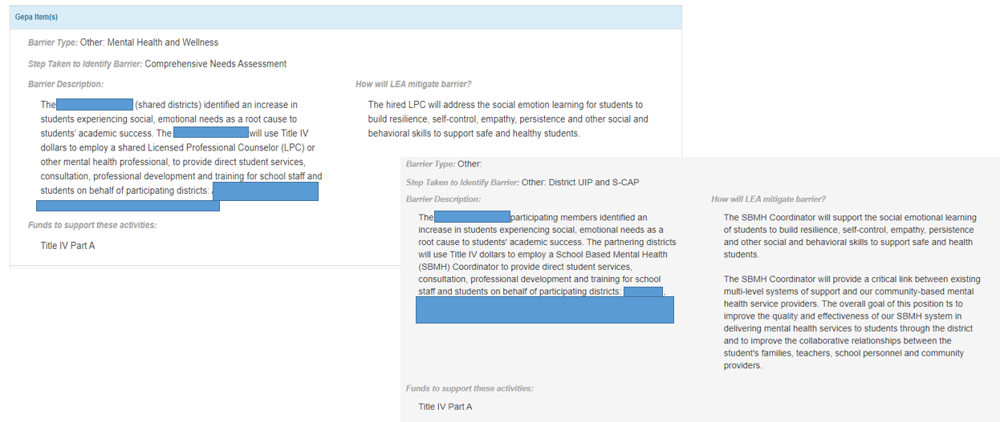 Gepa Item(s)
Barrier Type: Other: Mental Health and Wellness
Step Taken to Identify Barrier: Comprehensive Needs Assessment
Barrier Description:
The (shared districts) identified an increase in
students experiencing social, emotional needs as a root cause to
students' academic success. The will use Title IV
dollars to employ a shared Licensed Professional Counselor (LPC) or
other mental health professional, to provide direct student services,
consultation, professional development and training for school staff and
students on behalf of participating districts:
Funds to support these activities:
Title IV Part A
How will LEA mitigate barrier?
The hired LPC will address the social emotion learning for students to
build resilience, self-control, empathy, persistence and other social and
behavioral skills to support safe and healthy students.
Barrier Type: Other:
Step Taken to Identify Barrier: Other: District UIP and S-CAP
Barrier Description:
The participating members identified an
increase in students experiencing social, emotional needs as a
root cause to students' academic success. The partnering districts
will use Title IV dollars to employ a School Based Mental Health
(SBMH) Coordinator to provide direct student services,
consultation, professional development and training for school
staff and students on behalf of participating districts:
Funds to support these activities:
Title IV Part A
How will LEA mitigate barrier?
The SBMH Coordinator will support the social emotional learning
of students to build resilience, self-control, empathy, persistence
and other social and behavioral skills to support safe and health
students.
The SBMH Coordinator will provide a critical link between existing
multi-level systems of support and our community-based mental
health service providers. The overall goal of this position ts to
improve the quality and effectiveness of our SBMH system in
delivering mental health services to students through the district
and to improve the collaborative relationships between the
student's families, teachers, school personnel and community
providers.